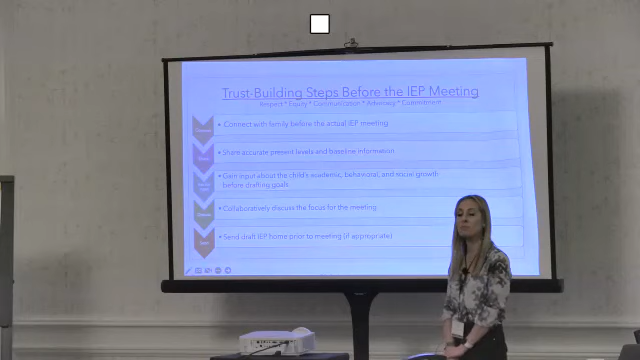 Trust-Building Steps Before the IEP Meeting
Respect * Equity * Communication * Advocacy * Commitment
• Connect with family before the actual IEP meeting
• Share accurate present levels and baseline information
• Gain input about the child's academic, behavioral, and social growth
before drafting goals
• Collaboratively discuss the focus for the meeting
• Send draft IEP home prior to meeting (if appropriate)